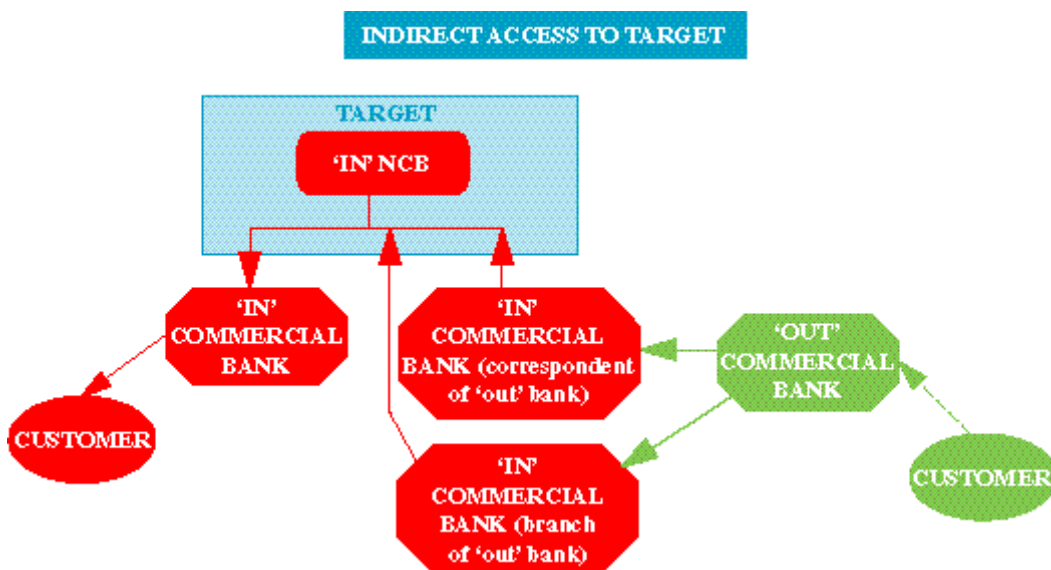 INDIRECT ACCESS TO TARGET
TARGET
‘IN’ NCB
‘IN’
COMMERCIAL
BANK
‘IN’
COMMERCIAL
BANK (correspondent
of ‘out’ bank)
‘OUT’
COMMERCIAL
BANK
CUSTOMER
‘IN’
COMMERCIAL
BANK (branch
of ‘out’ bank)
CUSTOMER